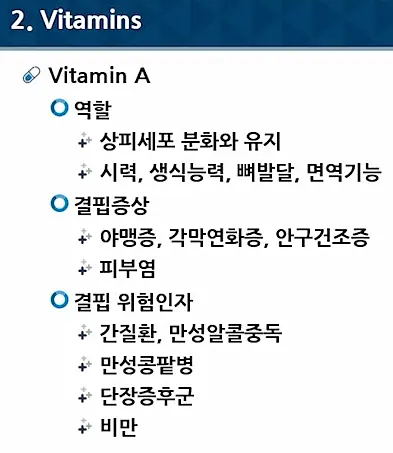 2. Vitamins
Vitamin A
역할
상피세포 분화와 유지
시력, 생식능력, 뼈발달, 면역기능
결핍증상
야맹증, 각막연화증, 안구건조증
피부염
결핍 위험인자
간질환, 만성알콜중독
만성콩팥병
단장증후군
비만